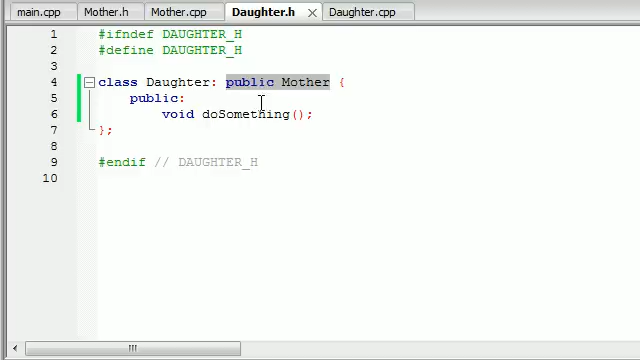 main.cpp Mother.h Mother.cpp Daughter.h Daughter.cpp
1 #ifndef DAUGHTER_H
2 #define DAUGHTER_H
3
4 class Daughter: public Mother {
5 public:
6 void doSomething();
7 };
8
9 #endif // DAUGHTER_H
10